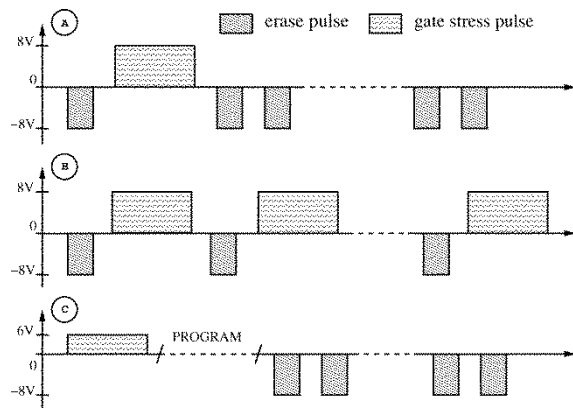 erase pulse
gate stress pulse
A
8V
0
−8V
B
8V
0
−8V
C
6V
0
−8V
PROGRAM